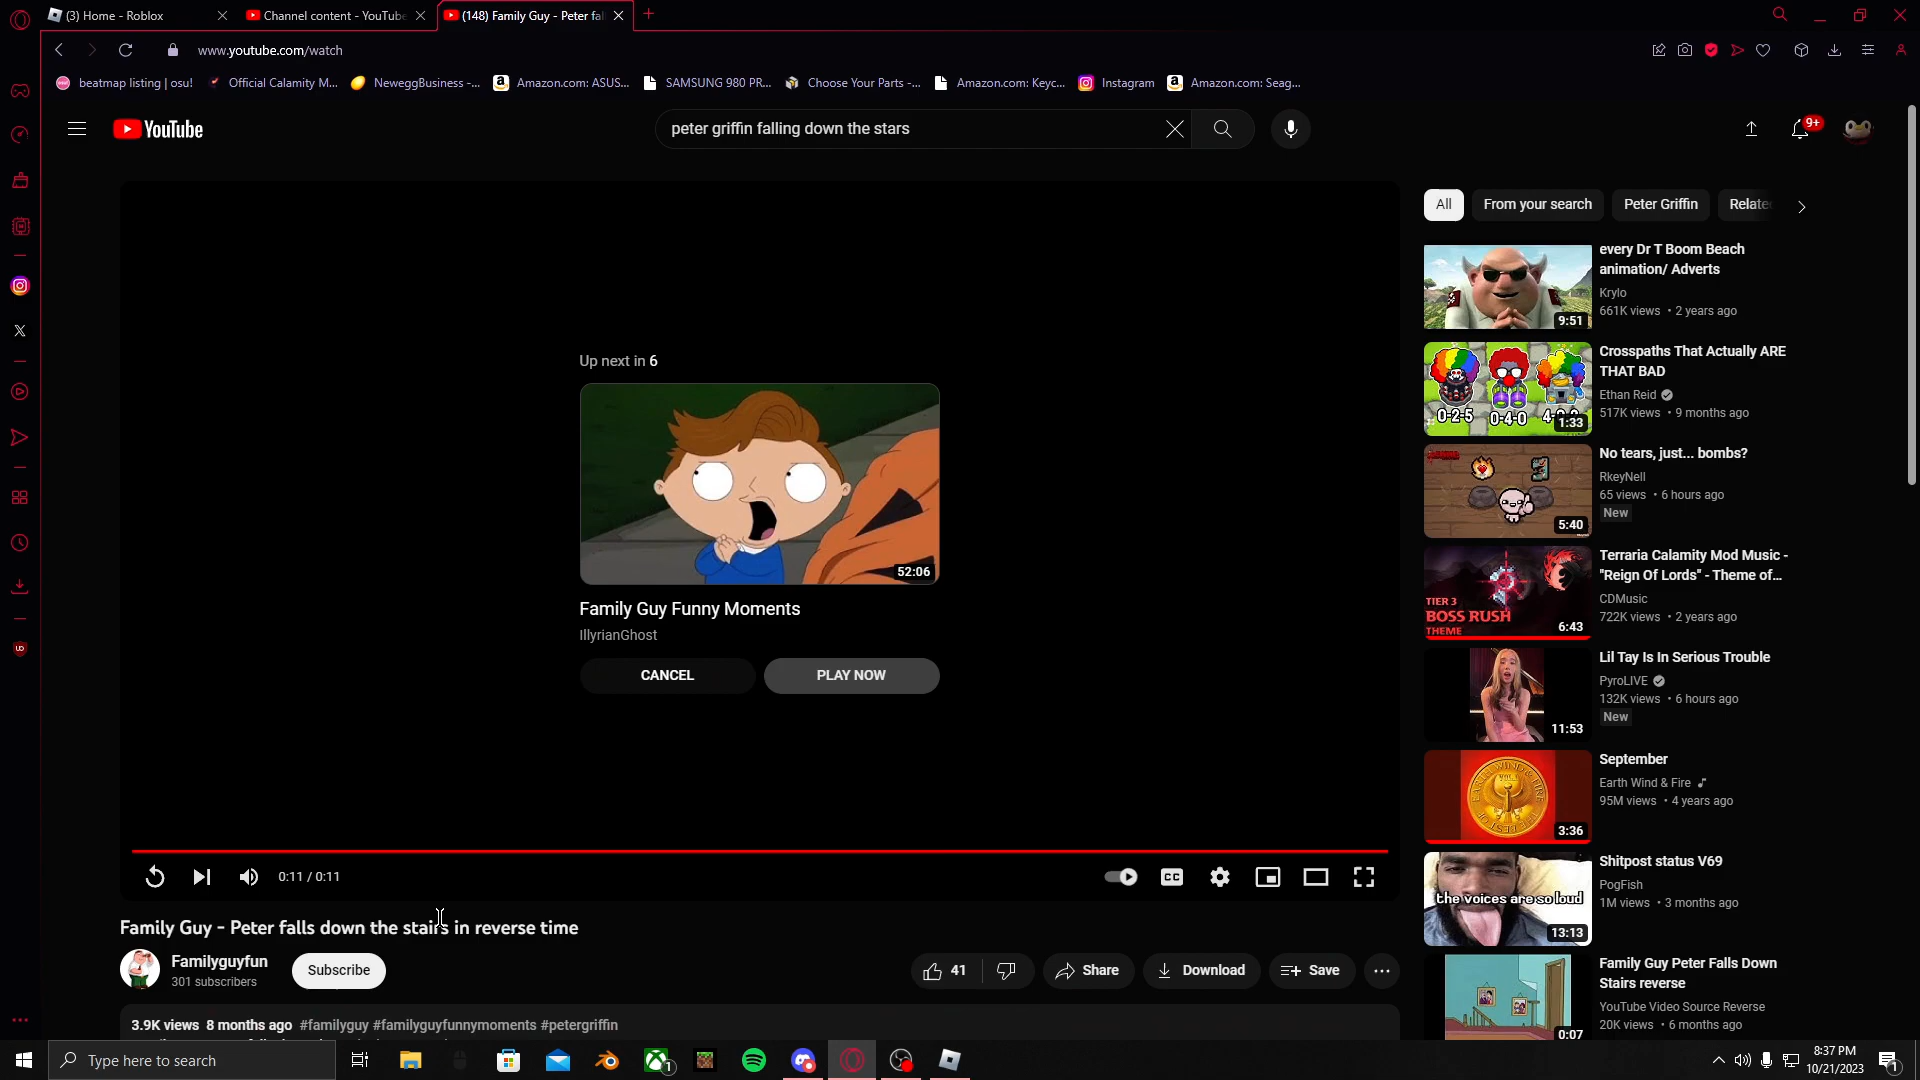 (3) Home - Roblox
Channel content - YouTube
(148) Family Guy - Peter fal
www.youtube.com/watch
beatmap listing | osu!
Official Calamity M...
NeweggBusiness -...
Amazon.com: ASUS...
SAMSUNG 980 PR...
Choose Your Parts -...
Amazon.com: Keyc...
Instagram
Amazon.com: Seag...
YouTube
peter griffin falling down the stars
9+
All
From your search
Peter Griffin
Related
Up next in 6
52:06
Family Guy Funny Moments
IllyrianGhost
CANCEL
PLAY NOW
0:11 / 0:11
CC
Family Guy - Peter falls down the stairs in reverse time
Familyguyfun
301 subscribers
Subscribe
41
Share
Download
Save
3.9K views 8 months ago #familyguy #familyguyfunnymoments #petergriffin
9:51
every Dr T Boom Beach
animation/ Adverts
Krylo
661K views • 2 years ago
0-2-5
0-4-0
1:33
Crosspaths That Actually ARE
THAT BAD
Ethan Reid
517K views • 9 months ago
5:40
No tears, just... bombs?
RkeyNell
65 views • 6 hours ago
New
TIER 3
BOSS RUSH
THEME
6:43
Terraria Calamity Mod Music -
"Reign Of Lords" - Theme of...
CDMusic
722K views • 2 years ago
11:53
Lil Tay Is In Serious Trouble
PyroLIVE
132K views • 6 hours ago
New
3:36
September
Earth Wind & Fire
95M views • 4 years ago
the voices are so loud
13:13
Shitpost status V69
PogFish
1M views • 3 months ago
0:07
Family Guy Peter Falls Down
Stairs reverse
YouTube Video Source Reverse
20K views • 6 months ago
Type here to search
1
8:37 PM
10/21/2023
1